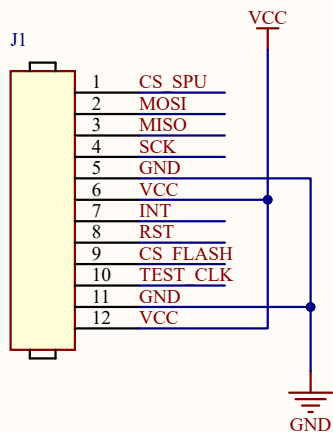 VCC
J1
1 CS_SPU
2 MOSI
3 MISO
4 SCK
5 GND
6 VCC
7 INT
8 RST
9 CS_FLASH
10 TEST_CLK
11 GND
12 VCC
GND